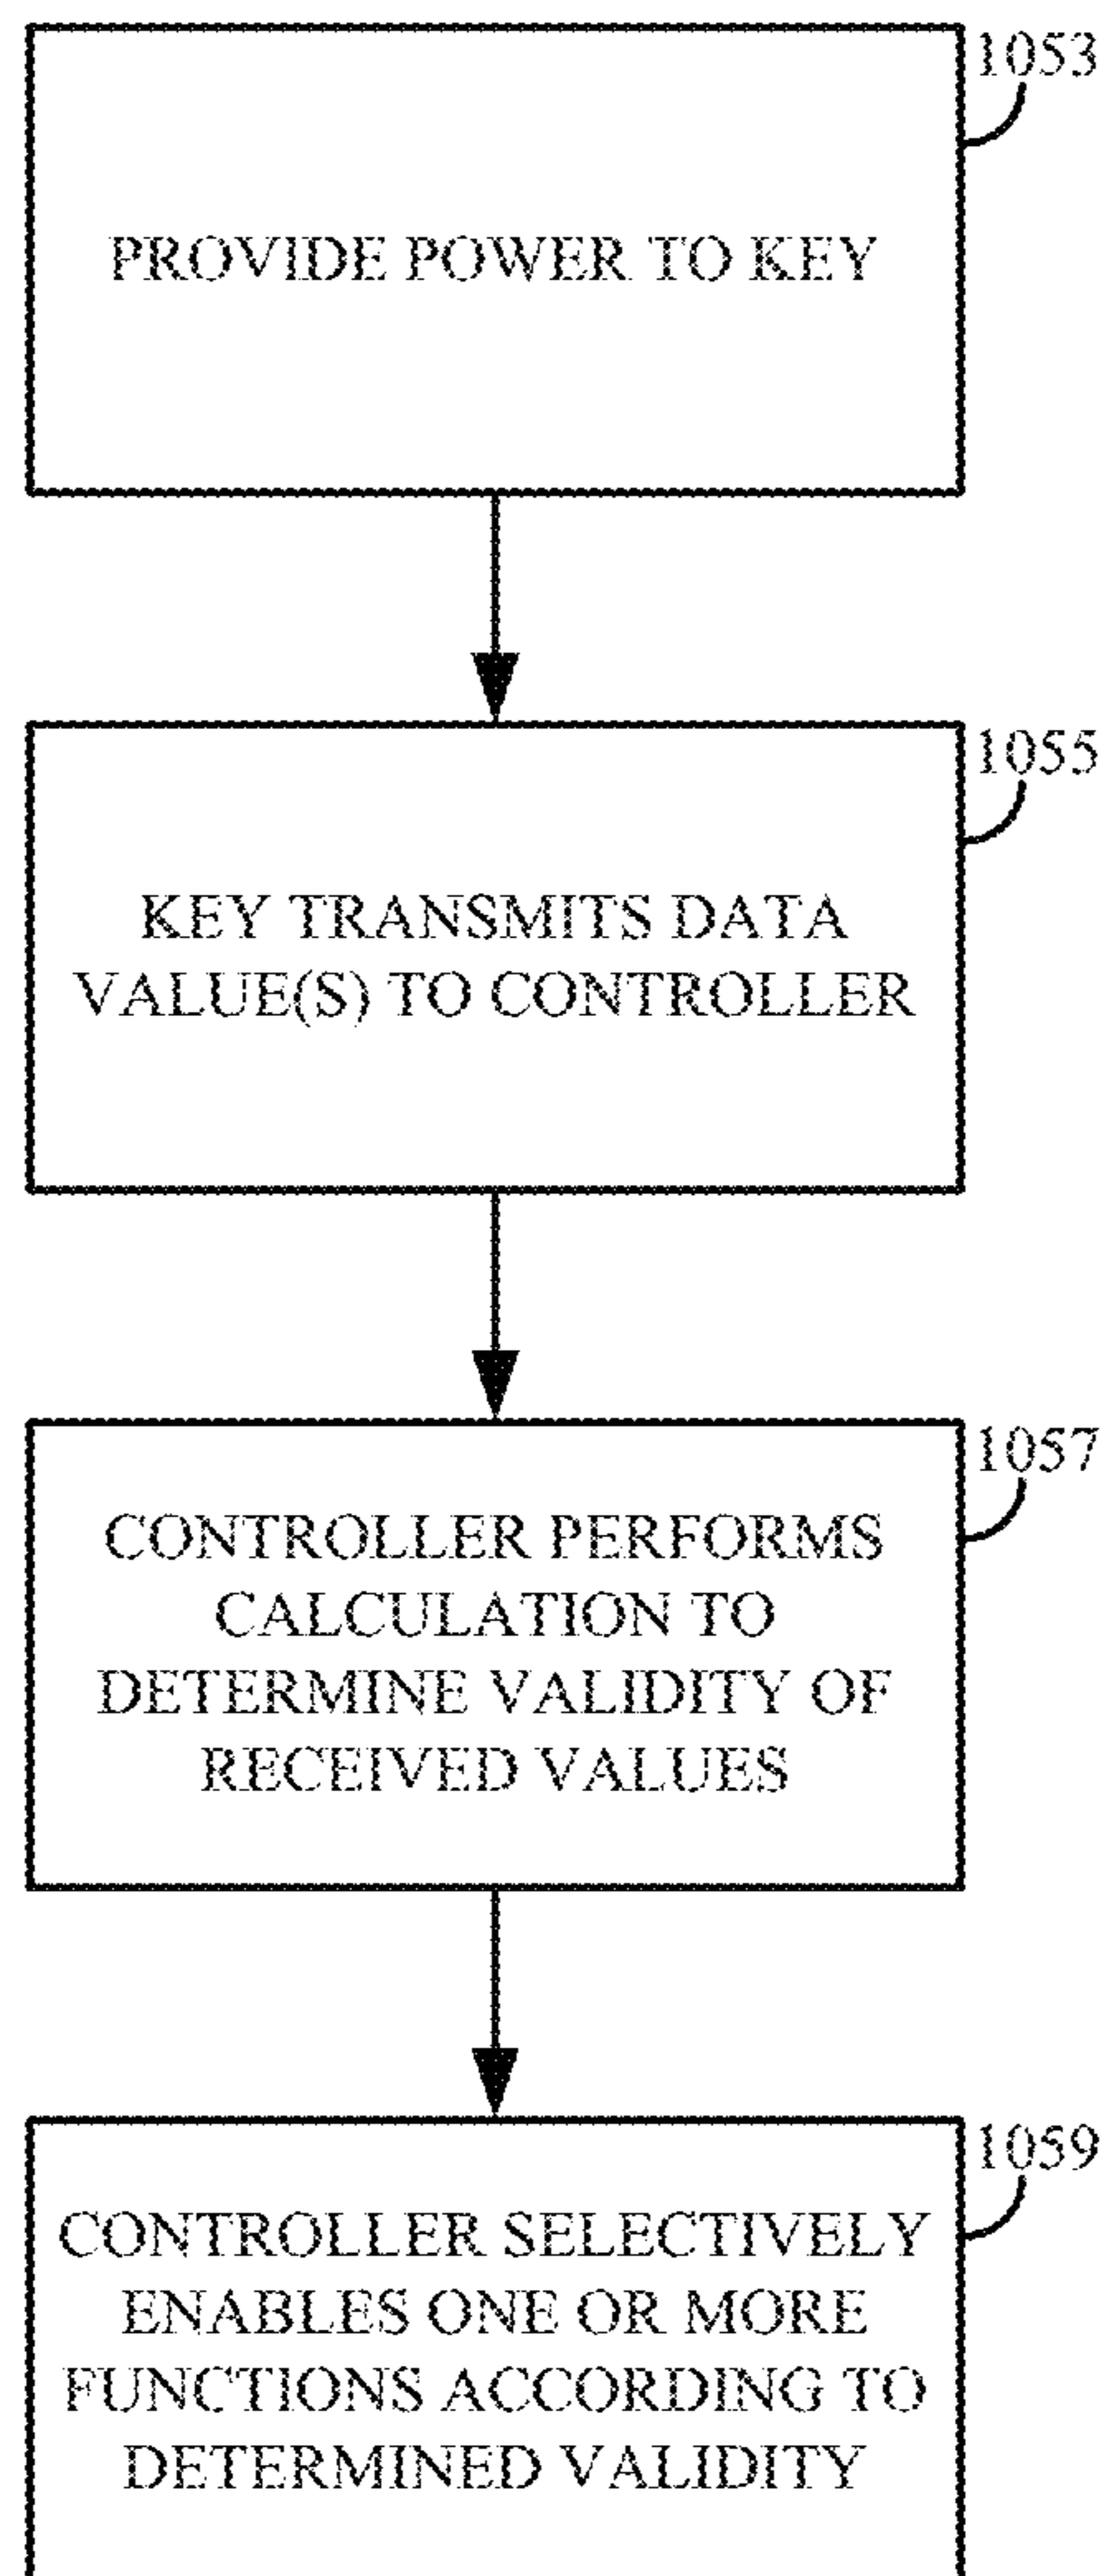 1053
PROVIDE POWER TO KEY
1055
KEY TRANSMITS DATA
VALUE(S) TO CONTROLLER
1057
CONTROLLER PERFORMS
CALCULATION TO
DETERMINE VALIDITY OF
RECEIVED VALUES
1059
CONTROLLER SELECTIVELY
ENABLES ONE OR MORE
FUNCTIONS ACCORDING TO
DETERMINED VALIDITY